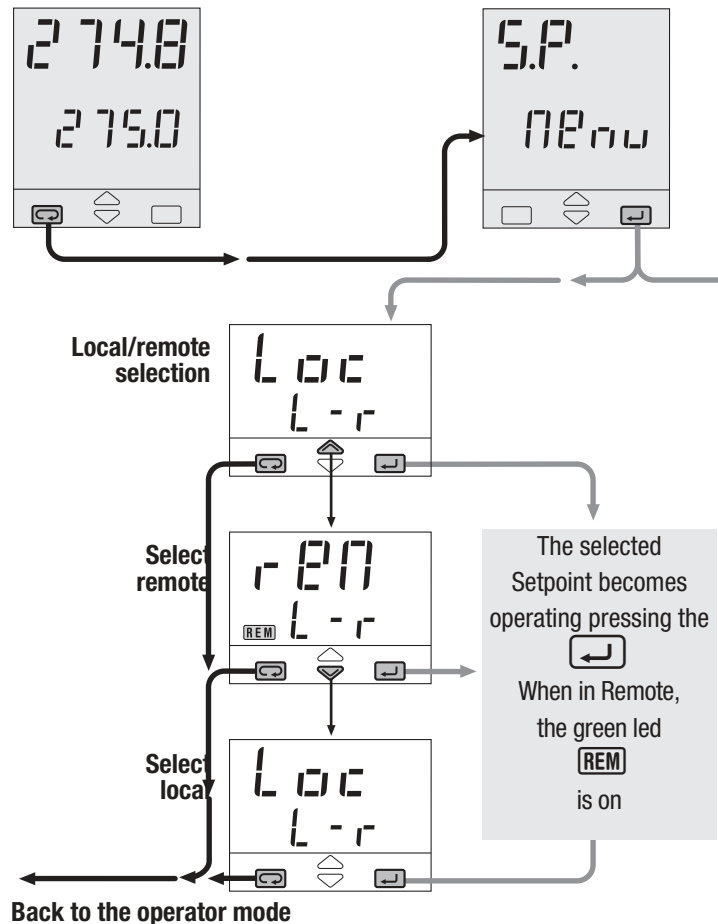 274.8
275.0
S.P.
MEnu
Local/remote
selection
Loc
L-r
Select
remote
rEM
REM L-r
The selected
Setpoint becomes
operating pressing the
When in Remote,
the green led
REM
is on
Select
local
Loc
L-r
Back to the operator mode